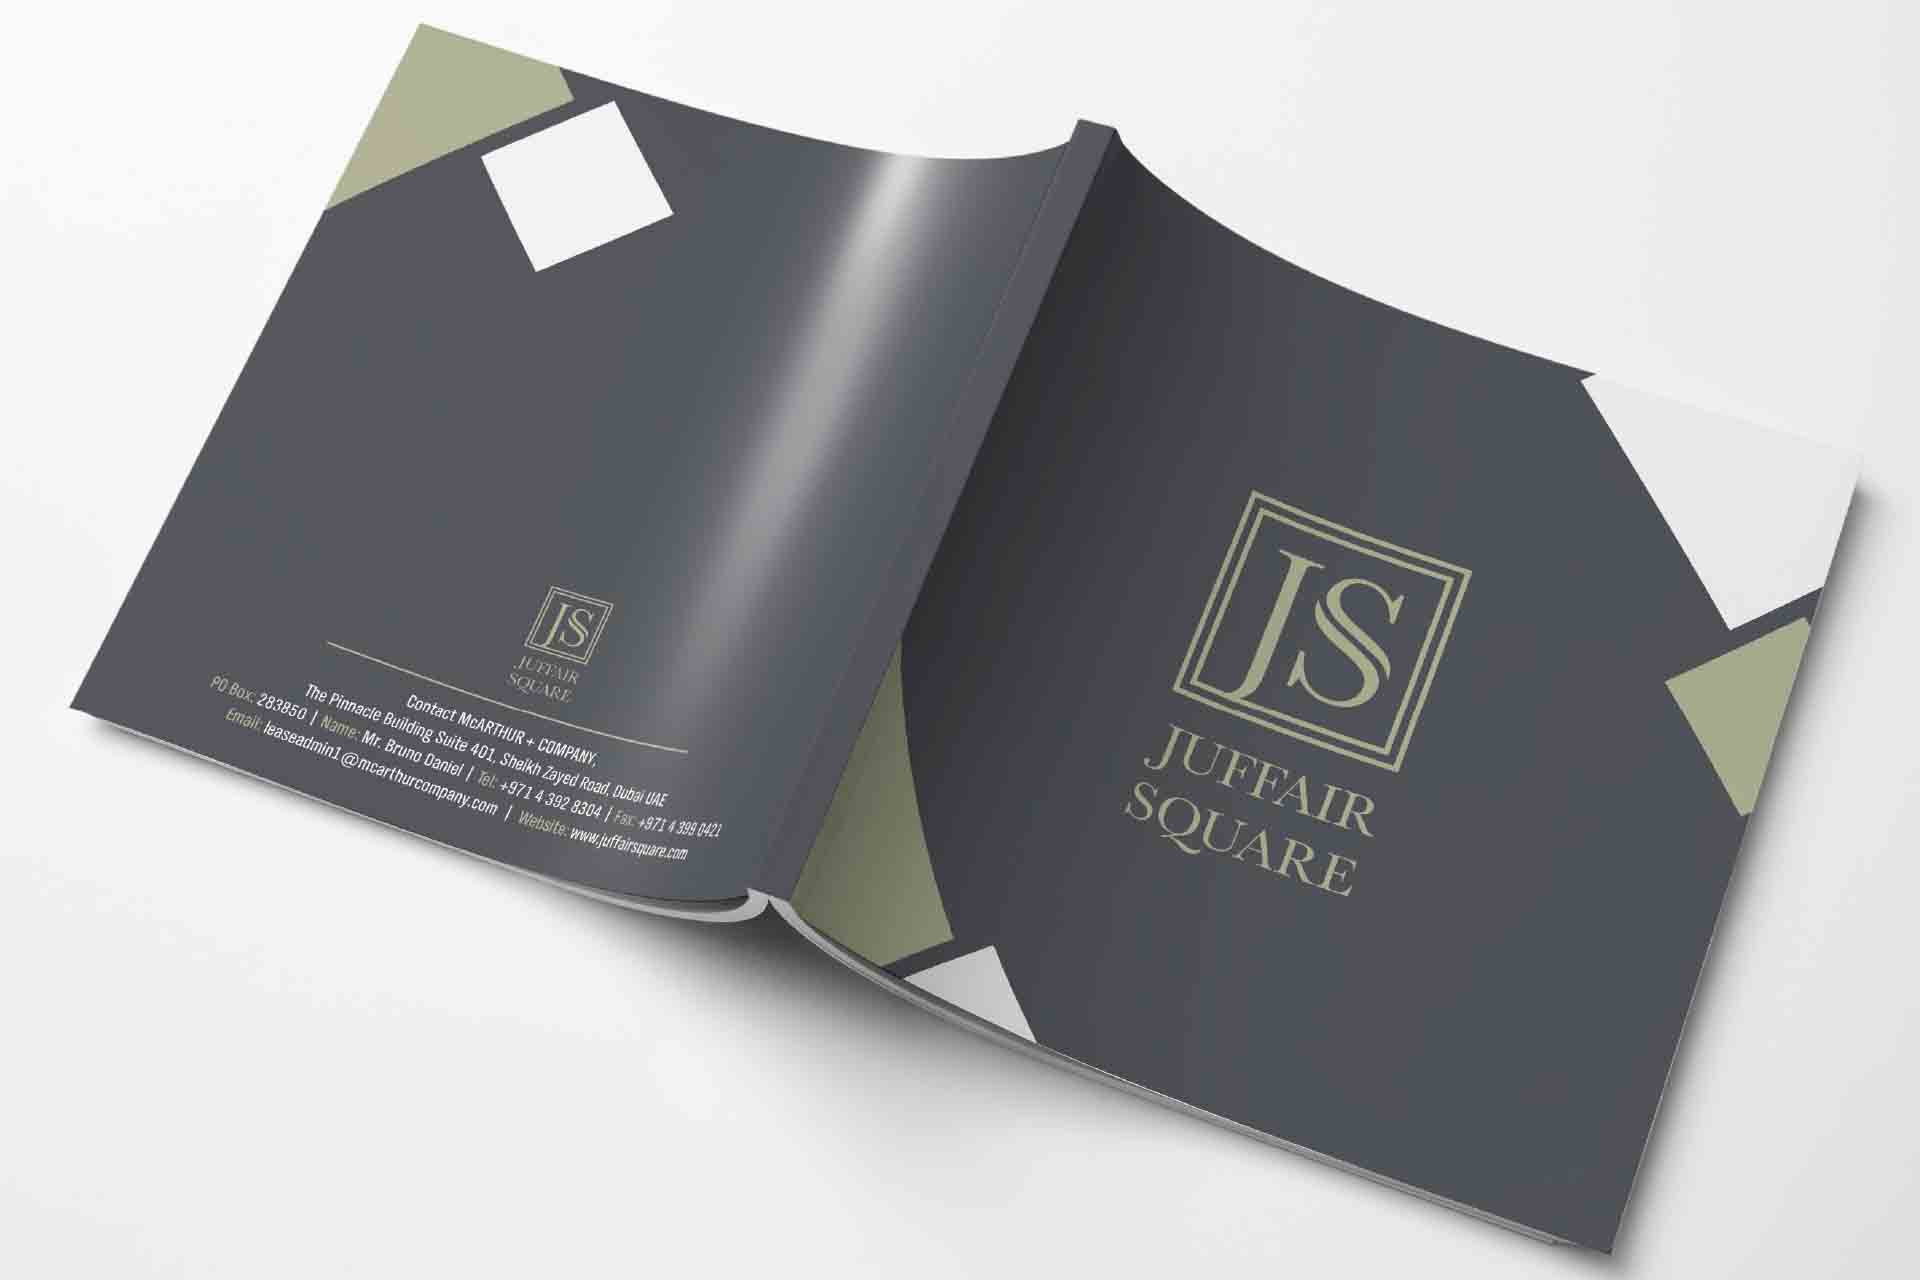 JS
JUFFAIR
SQUARE
Contact McARTHUR + COMPANY,
The Pinnacle Building Suite 401, Sheikh Zayed Road, Dubai UAE
PO Box: 283850 | Name: Mr. Bruno Daniel | Tel: +971 4 392 8304 | Fax: +971 4 399 0421
Email: leaseadmin1@mcarthurcompany.com | Website: www.juffairsquare.com
JS
JUFFAIR
SQUARE